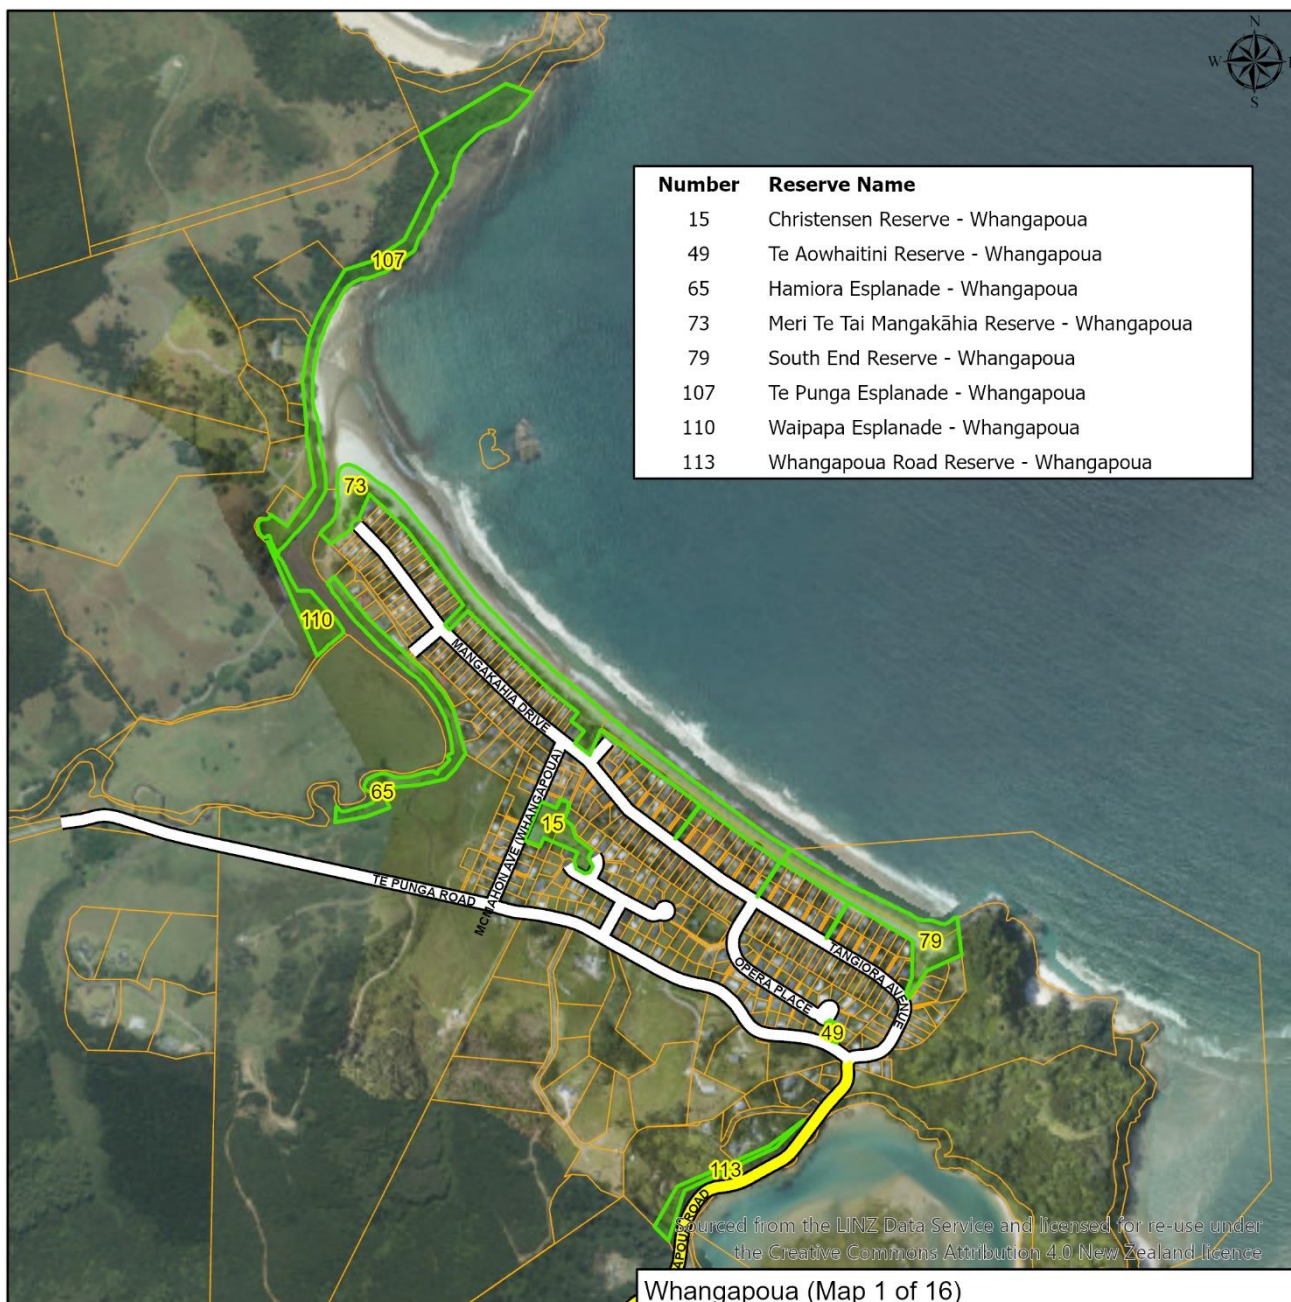 N
W
S
Number Reserve Name
15 Christensen Reserve - Whangapoua
49 Te Aowhaitini Reserve - Whangapoua
65 Hamiora Esplanade - Whangapoua
73 Meri Te Tai Mangakāhia Reserve - Whangapoua
79 South End Reserve - Whangapoua
107 Te Punga Esplanade - Whangapoua
110 Waipapa Esplanade - Whangapoua
113 Whangapoua Road Reserve - Whangapoua
107
73
110
MANGAKAHIA DRIVE
65
MCMAHON AVE (WHANGAPOUA)
15
TE PUNGA ROAD
79
TANGIORA AVENUE
OPERA PLACE
49
113
APOUA ROAD
Sourced from the LINZ Data Service and licensed for re-use under
the Creative Commons Attribution 4.0 New Zealand licence
Whangapoua (Map 1 of 16)